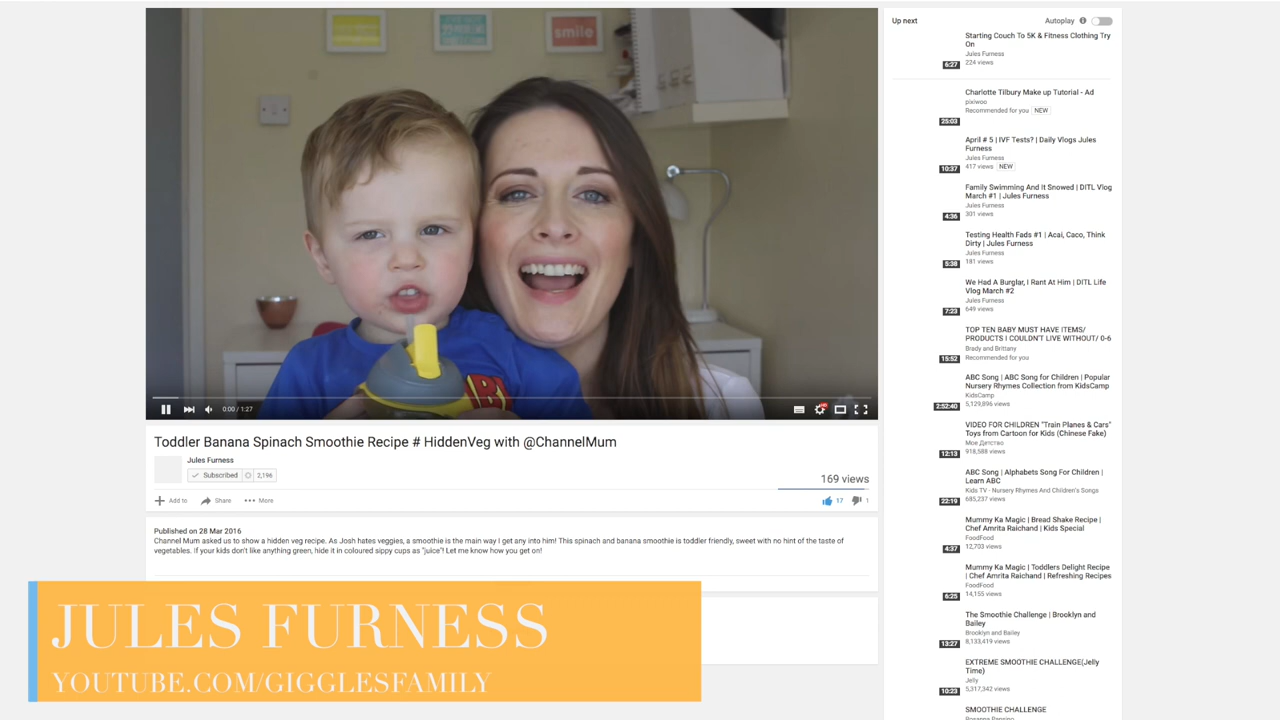 smile
0:00 / 1:27
Toddler Banana Spinach Smoothie Recipe # HiddenVeg with @ChannelMum
Jules Furness
Subscribed 2,196
169 views
Add to Share More
17 1
Published on 28 Mar 2016
Channel Mum asked us to show a hidden veg recipe. As Josh hates veggies, a smoothie is the main way I get any into him! This spinach and banana smoothie is toddler friendly, sweet with no hint of the taste of
vegetables. If your kids don't like anything green, hide it in coloured sippy cups as "juice"! Let me know how you get on!
JULES FURNESS
YOUTUBE.COM/GIGGLESFAMILY
Up next Autoplay
Starting Couch To 5K & Fitness Clothing Try
On
Jules Furness
224 views
6:27
Charlotte Tilbury Make up Tutorial - Ad
pixiwoo
Recommended for you NEW
25:03
April # 5 | IVF Tests? | Daily Vlogs Jules
Furness
Jules Furness
417 views NEW
10:37
Family Swimming And It Snowed | DITL Vlog
March #1 | Jules Furness
Jules Furness
301 views
4:36
Testing Health Fads #1 | Acai, Caco, Think
Dirty | Jules Furness
Jules Furness
181 views
5:38
We Had A Burglar, I Rant At Him | DITL Life
Vlog March #2
Jules Furness
649 views
7:23
TOP TEN BABY MUST HAVE ITEMS/
PRODUCTS I COULDN'T LIVE WITHOUT/ 0-6
Brady and Brittany
Recommended for you
15:52
ABC Song | ABC Song for Children | Popular
Nursery Rhymes Collection from KidsCamp
KidsCamp
5,129,896 views
2:52:40
VIDEO FOR CHILDREN "Train Planes & Cars"
Toys from Cartoon for Kids (Chinese Fake)
Мое Детство
918,588 views
12:13
ABC Song | Alphabets Song For Children |
Learn ABC
Kids TV - Nursery Rhymes And Children's Songs
685,237 views
22:19
Mummy Ka Magic | Bread Shake Recipe |
Chef Amrita Raichand | Kids Special
FoodFood
12,703 views
4:37
Mummy Ka Magic | Toddlers Delight Recipe
| Chef Amrita Raichand | Refreshing Recipes
FoodFood
14,155 views
6:25
The Smoothie Challenge | Brooklyn and
Bailey
Brooklyn and Bailey
8,133,419 views
13:27
EXTREME SMOOTHIE CHALLENGE(Jelly
Time)
Jelly
5,317,342 views
10:23
SMOOTHIE CHALLENGE
Rosanna Pansino